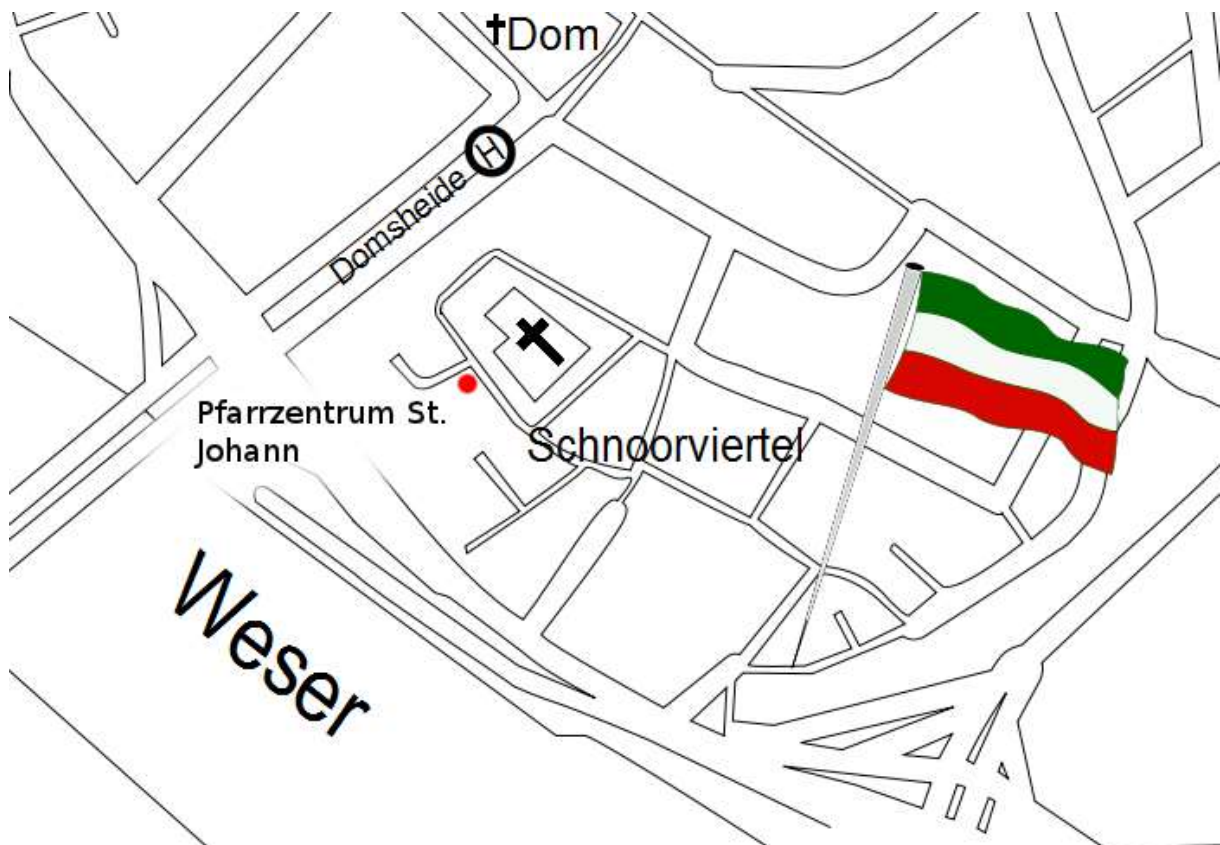 ✝Dom
H
Domsheide
Pfarrzentrum St.
Johann
Schnoorviertel
Weser